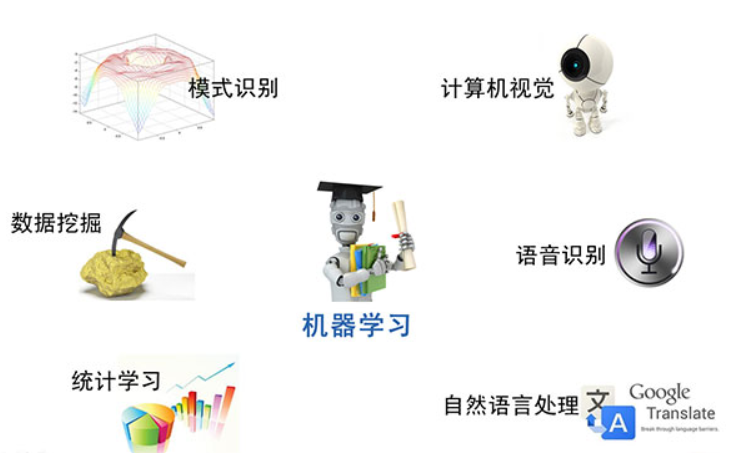 模式识别
计算机视觉
数据挖掘
语音识别
机器学习
统计学习
自然语言处理
文
A
Google
Translate
Break through language barriers.